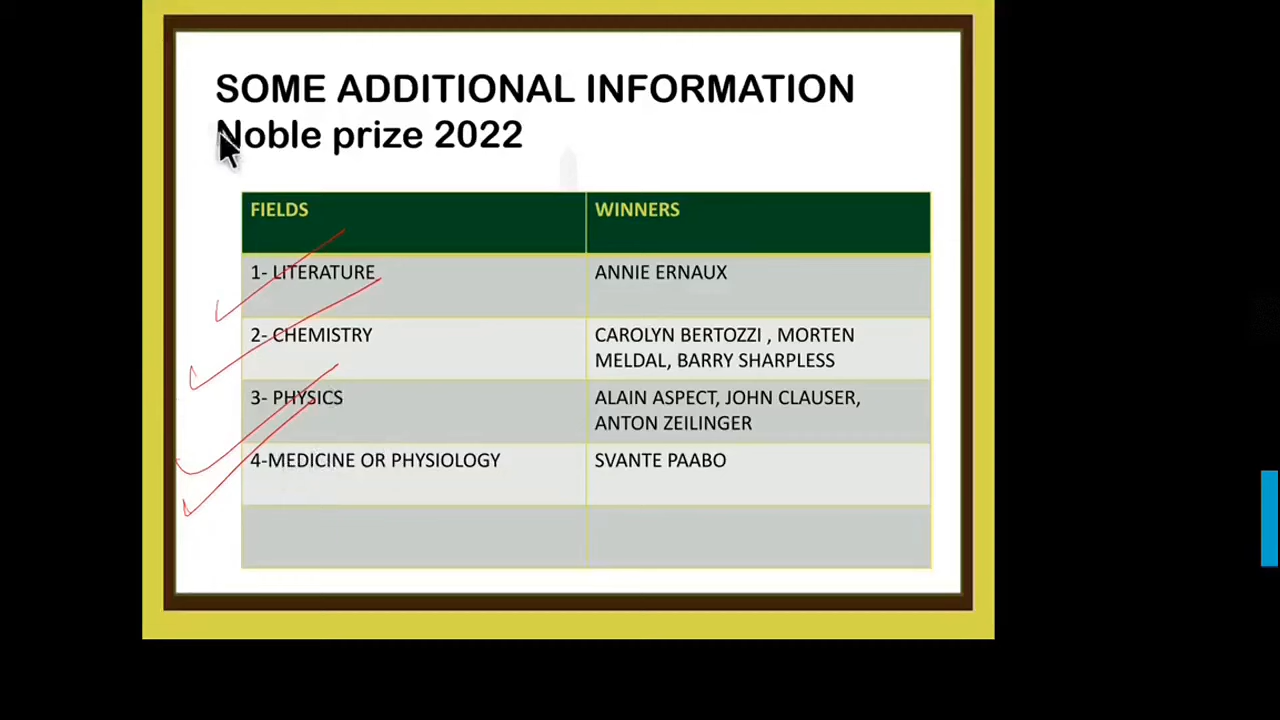 SOME ADDITIONAL INFORMATION
Noble prize 2022
FIELDS
WINNERS
1- LITERATURE
ANNIE ERNAUX
2- CHEMISTRY
CAROLYN BERTOZZI , MORTEN
MELDAL, BARRY SHARPLESS
3- PHYSICS
ALAIN ASPECT, JOHN CLAUSER,
ANTON ZEILINGER
4-MEDICINE OR PHYSIOLOGY
SVANTE PAABO